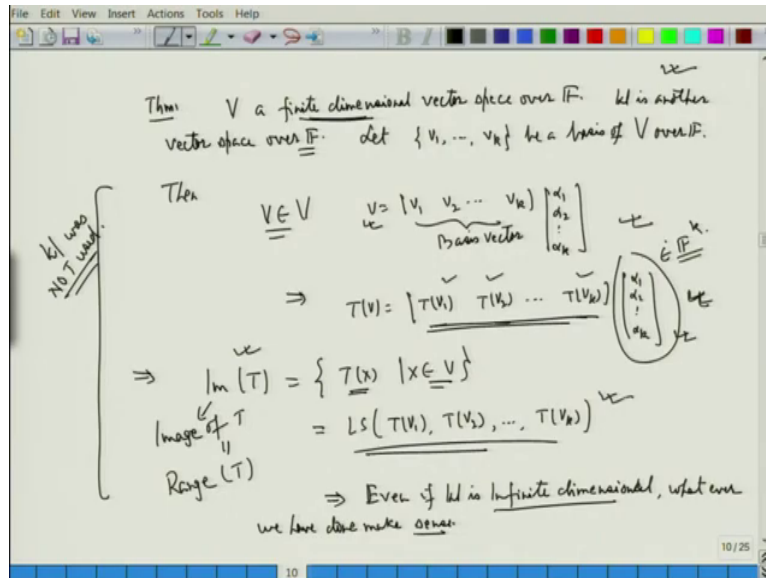 File Edit View Insert Actions Tools Help
Thm: V a finite dimensional vector space over 𝔽. W is another
vector space over 𝔽. Let {v₁, ..., vₖ} be a basis of V over 𝔽.
Then
V ∈ V v = [v₁ v₂ ... vₖ] [α₁ α₂ ⋮ αₖ]
Basis vector
∈ 𝔽ᵏ.
⇒ T(v) = [T(v₁) T(v₂) ... T(vₖ)] [α₁ α₂ ⋮ αₖ]
W was
NOT used.
⇒ Im (T) = { T(x) | x ∈ V }
Image of T = LS( T(v₁), T(v₂), ..., T(vₖ) )
||
Range (T)
⇒ Even if W is Infinite dimensional, what ever
we have done make sense.
10/25
10